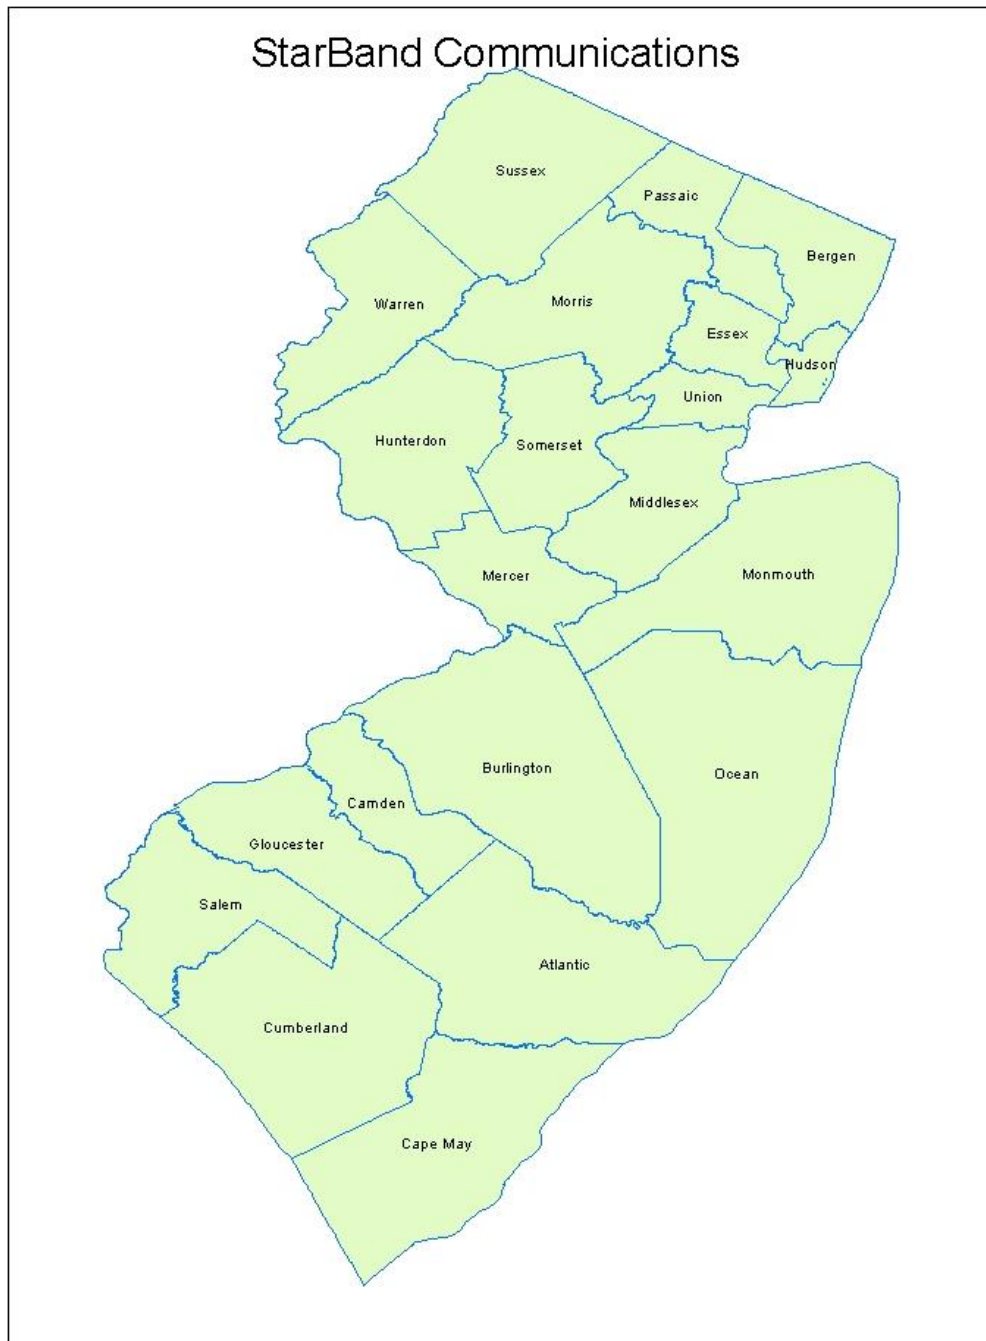 StarBand Communications
Sussex
Passaic
Bergen
Warren
Morris
Essex
Hudson
Union
Hunterdon
Somerset
Middlesex
Mercer
Monmouth
Burlington
Ocean
Camden
Gloucester
Salem
Atlantic
Cumberland
Cape May